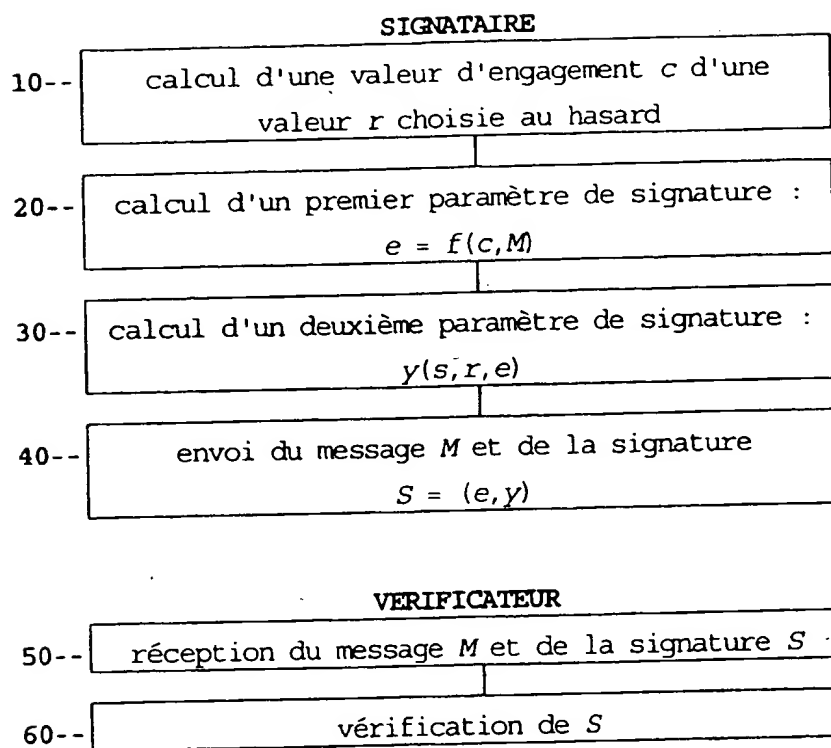 SIGNATAIRE
10-- calcul d'une valeur d'engagement c d'une
valeur r choisie au hasard
20-- calcul d'un premier paramètre de signature :
e = f(c,M)
30-- calcul d'un deuxième paramètre de signature :
y(s,r,e)
40-- envoi du message M et de la signature
S = (e,y)
VERIFICATEUR
50-- réception du message M et de la signature S
60-- vérification de S